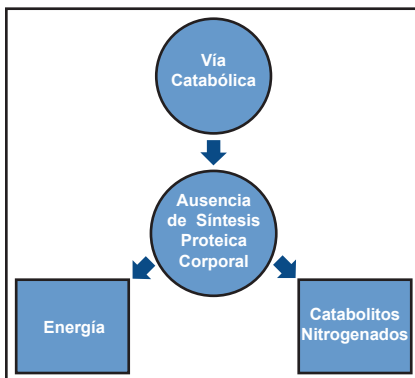 Vía
Catabólica
Ausencia
de Síntesis
Proteica
Corporal
Energía
Catabolitos
Nitrogenados